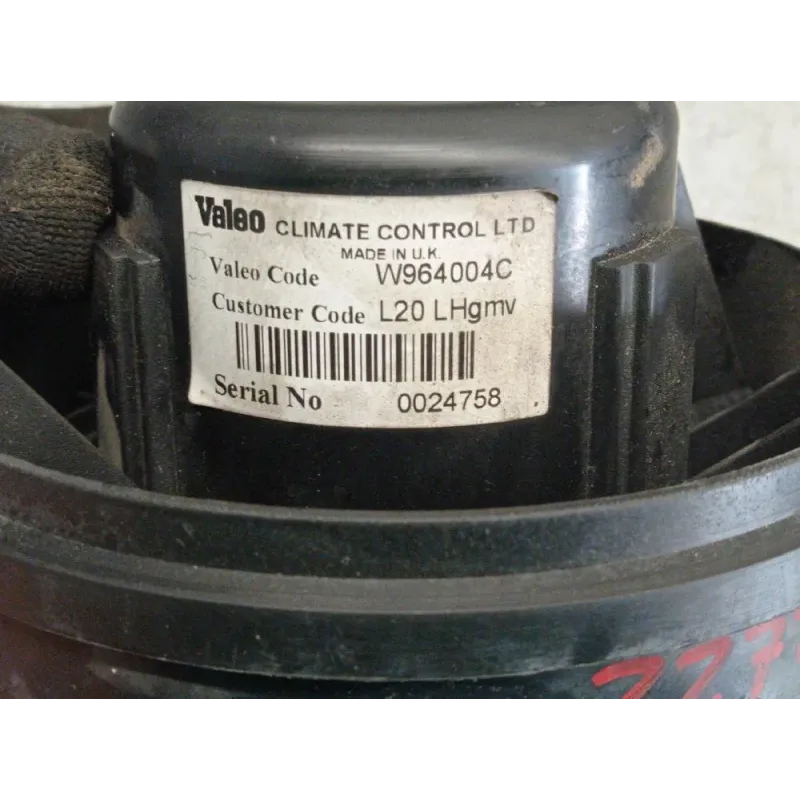 Valeo CLIMATE CONTROL LTD
MADE IN U.K.
Valeo Code W964004C
Customer Code L20 LHgmv
Serial No 0024758